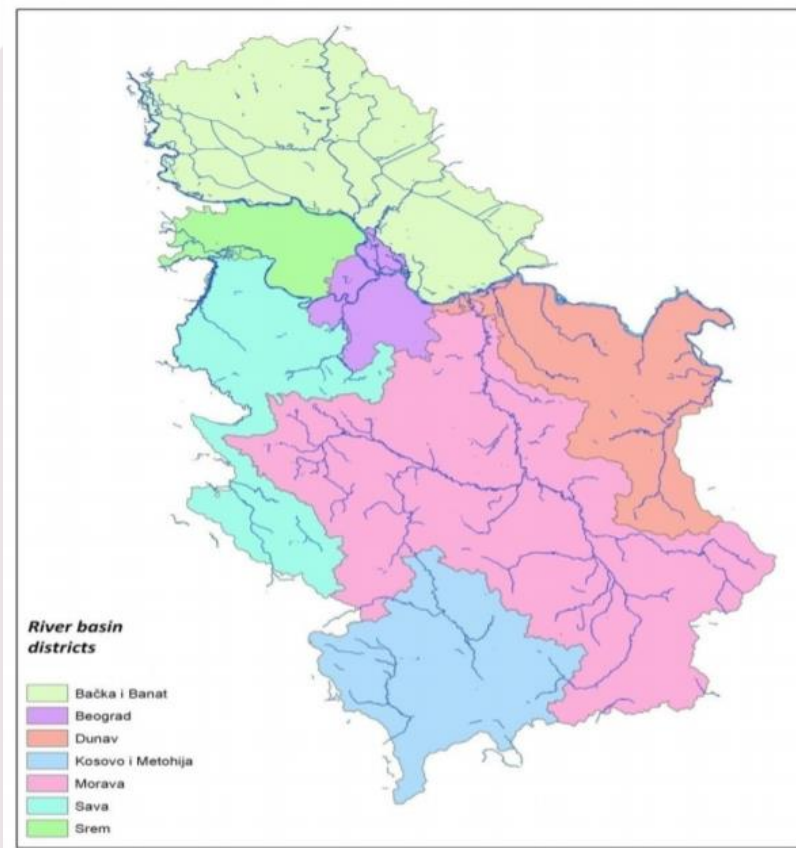 River basin
districts
Bačka i Banat
Beograd
Dunav
Kosovo i Metohija
Morava
Sava
Srem